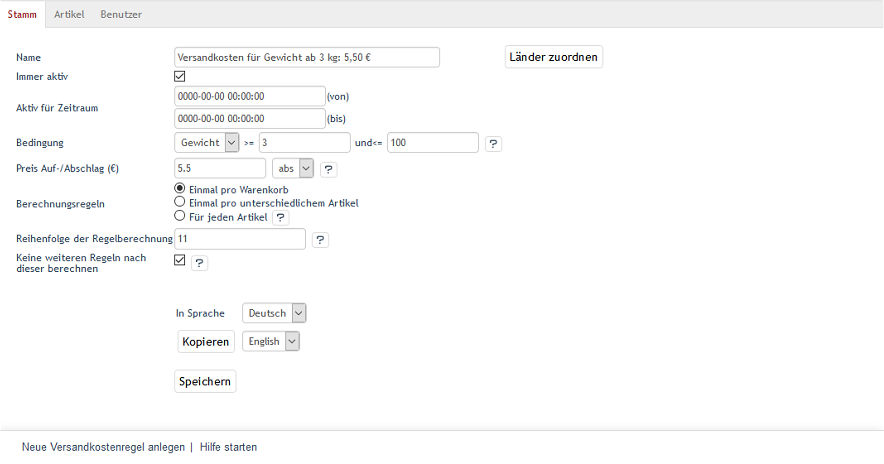 Stamm Artikel Benutzer
Name Versandkosten für Gewicht ab 3 kg: 5,50 € Länder zuordnen
Immer aktiv
Aktiv für Zeitraum
0000-00-00 00:00:00 (von)
0000-00-00 00:00:00 (bis)
Bedingung Gewicht >= 3 und<= 100 ?
Preis Auf-/Abschlag (€) 5.5 abs ?
Berechnungsregeln
Einmal pro Warenkorb
Einmal pro unterschiedlichem Artikel
Für jeden Artikel ?
Reihenfolge der Regelberechnung 11 ?
Keine weiteren Regeln nach
dieser berechnen ?
In Sprache Deutsch
Kopieren English
Speichern
Neue Versandkostenregel anlegen | Hilfe starten